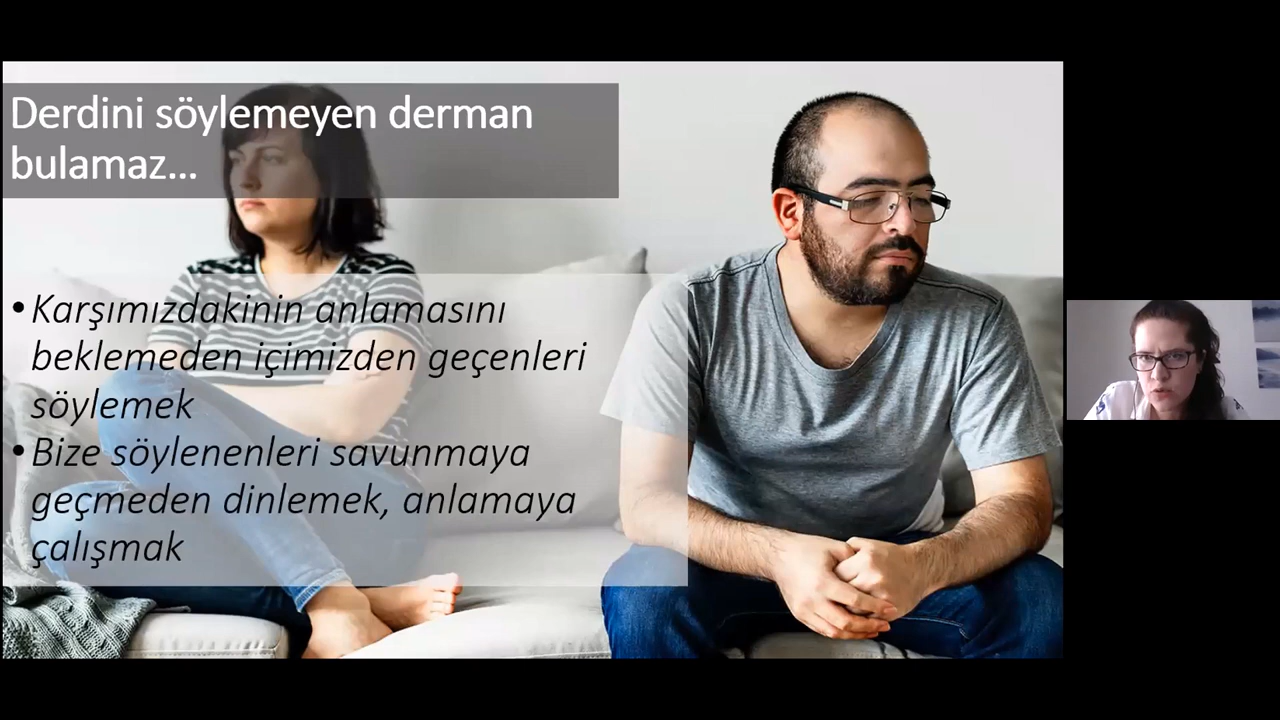 Derdini söylemeyen derman
bulamaz...
• Karşımızdakinin anlamasını
beklemeden içimizden geçenleri
söylemek
• Bize söylenenleri savunmaya
geçmeden dinlemek, anlamaya
çalışmak